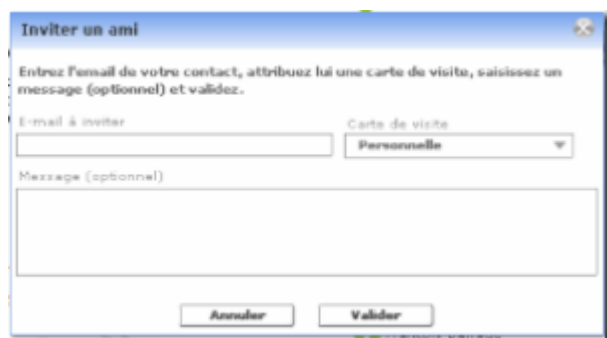 Inviter un ami
Entrez l'email de votre contact, attribuez lui une carte de visite, saisissez un
message (optionnel) et validez.
E-mail à inviter
Carte de visite
Personnelle
Message (optionnel)
Annuler
Valider